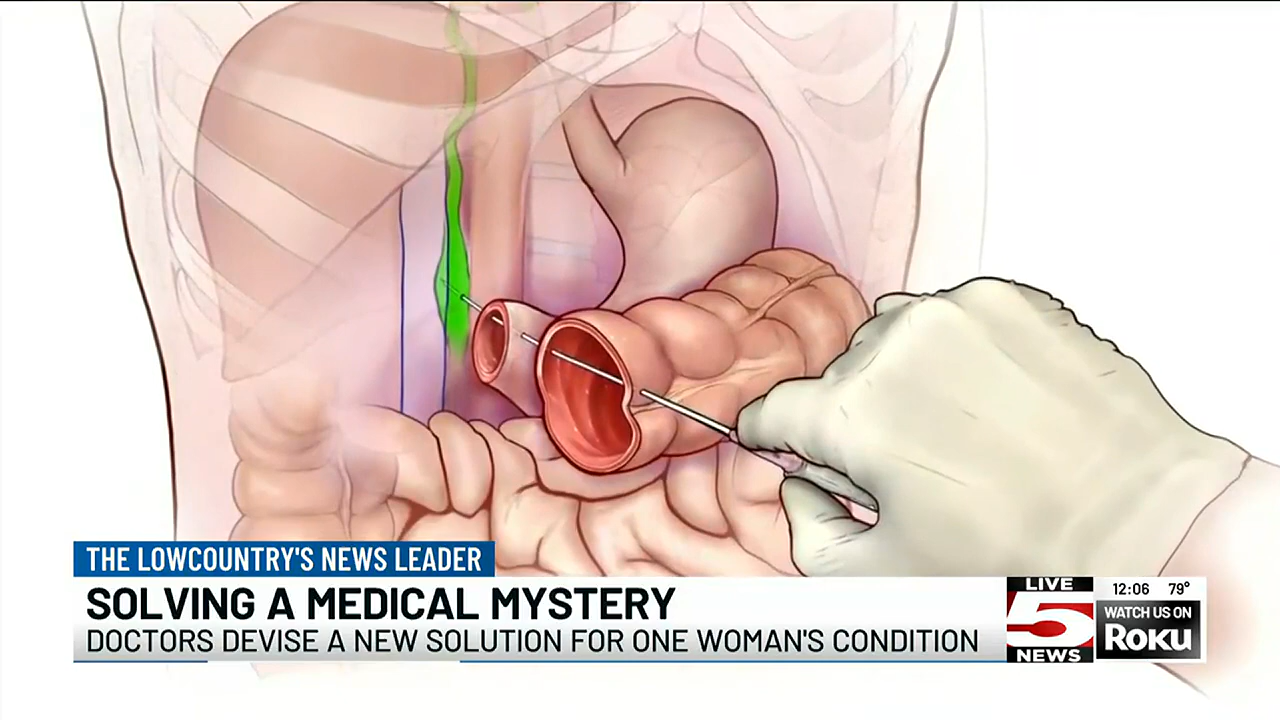 THE LOWCOUNTRY'S NEWS LEADER
SOLVING A MEDICAL MYSTERY
DOCTORS DEVISE A NEW SOLUTION FOR ONE WOMAN'S CONDITION
LIVE
5
NEWS
12:06 79°
WATCH US ON
Roku